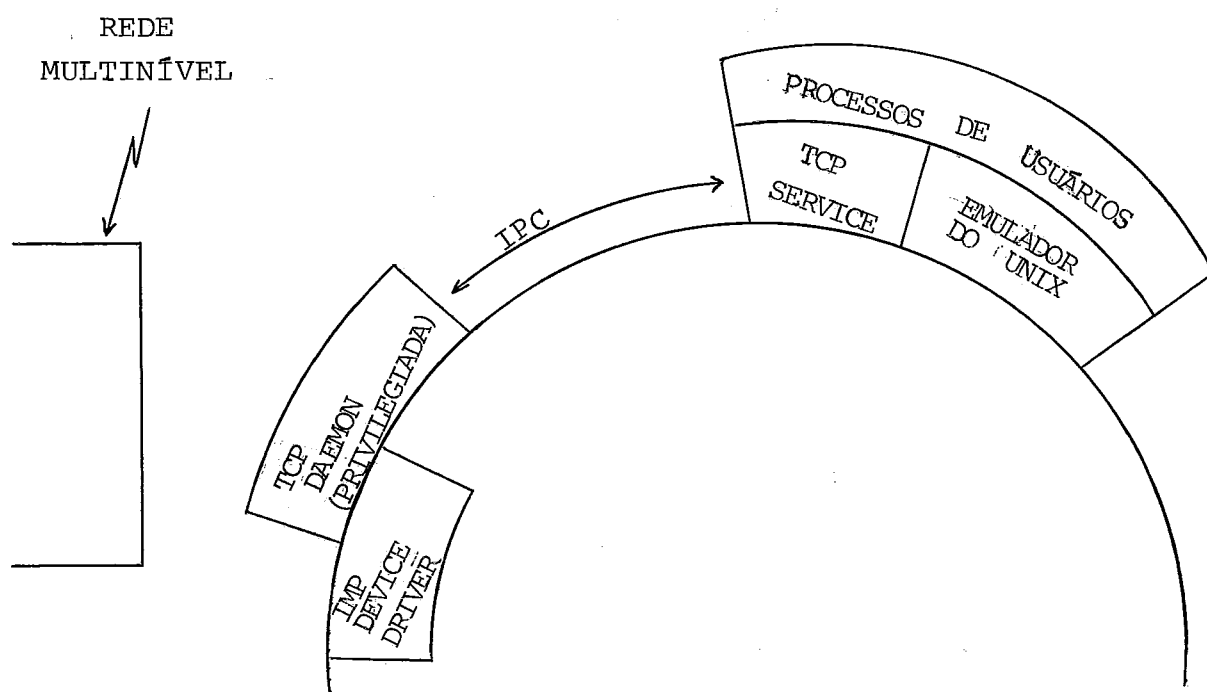 REDE
MULTINÍVEL
PROCESSOS DE USUÁRIOS
TCP
SERVICE
EMULADOR
DO UNIX
IPC
TCP
DAEMON
(PRIVILEGIADA)
IMP
DEVICE
DRIVER